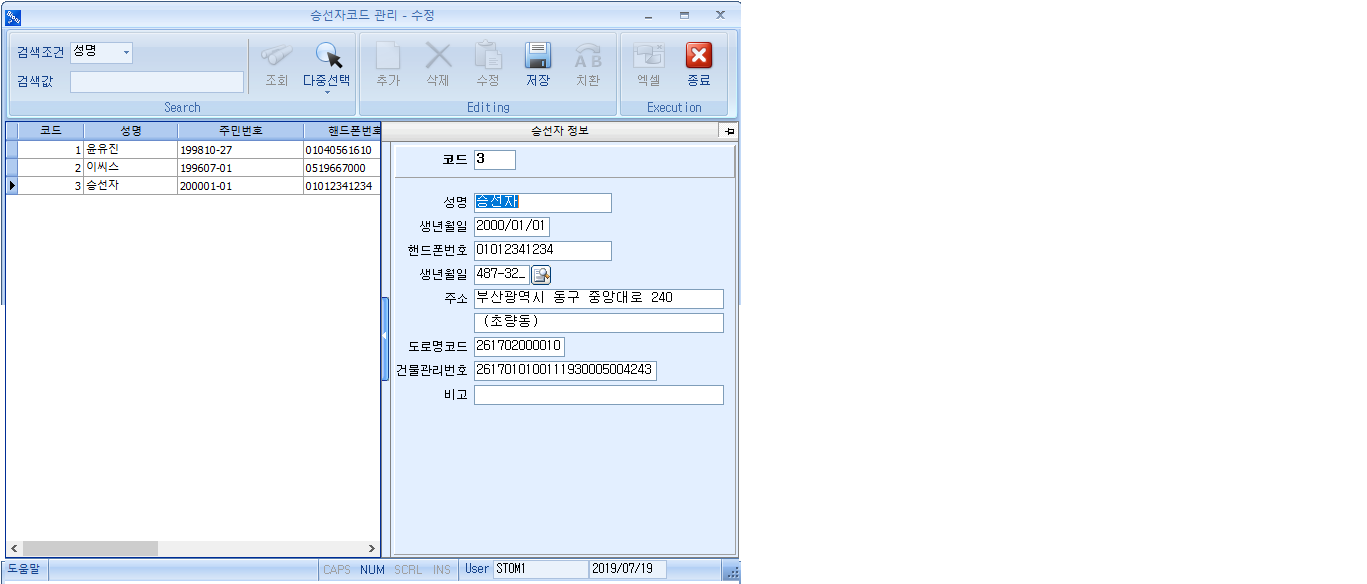 승선자코드 관리 - 수정
검색조건 성명
검색값
조회 다중선택 추가 삭제 수정 저장 치환 엑셀 종료
Search Editing Execution
코드 성명 주민번호 핸드폰번호
1 윤유진 199810-27 01040561610
2 이씨스 199607-01 0519667000
3 승선자 200001-01 01012341234
승선자 정보
코드 3
성명 승선자
생년월일 2000/01/01
핸드폰번호 01012341234
생년월일 487-32_
주소 부산광역시 동구 중앙대로 240
(초량동)
도로명코드 261702000010
건물관리번호 2617010100111930005004243
비고
도움말 CAPS NUM SCRL INS User STOM1 2019/07/19